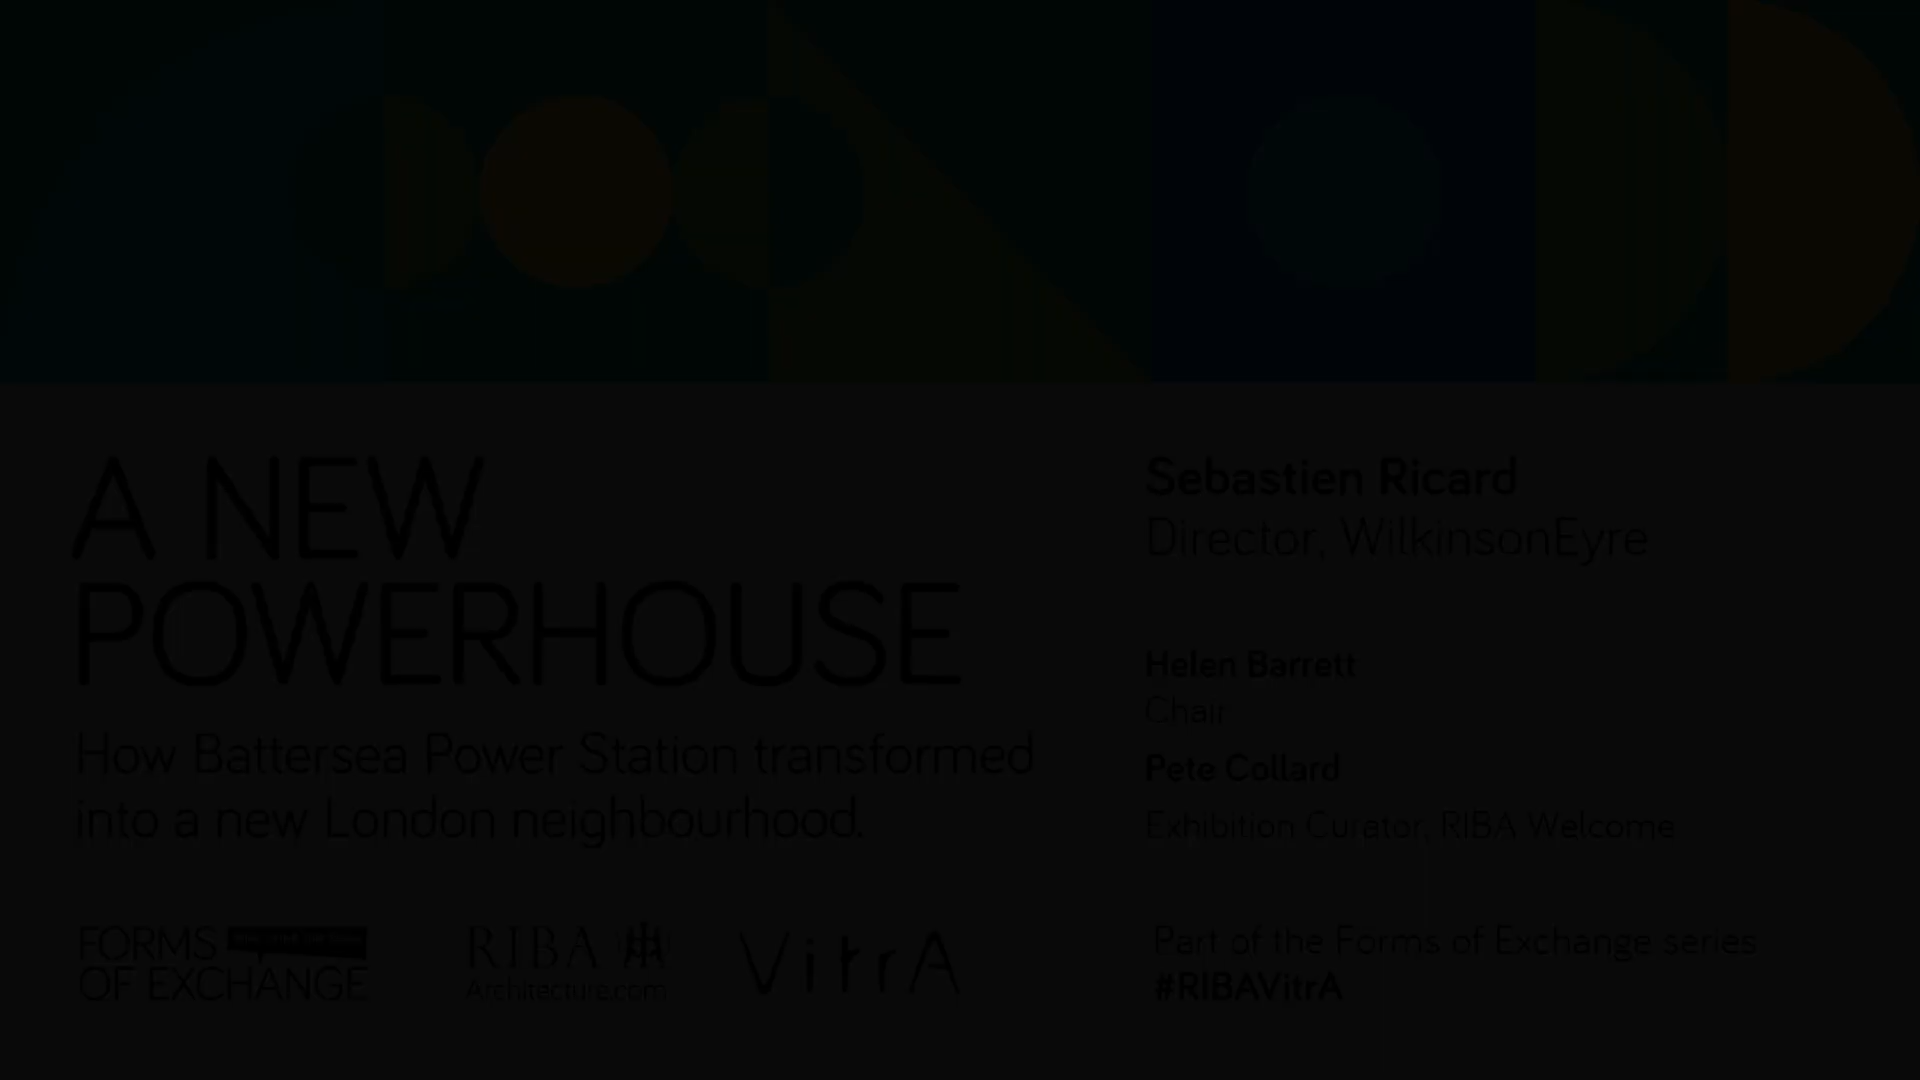 A NEW
POWERHOUSE
How Battersea Power Station transformed
into a new London neighbourhood.
Sebastien Ricard
Director, WilkinsonEyre
Helen Barrett
Chair
Pete Collard
Exhibition Curator, RIBA Welcome
FORMS
OF EXCHANGE
RIBA
Architecture.com
VitrA
Part of the Forms of Exchange series
#RIBAVitrA